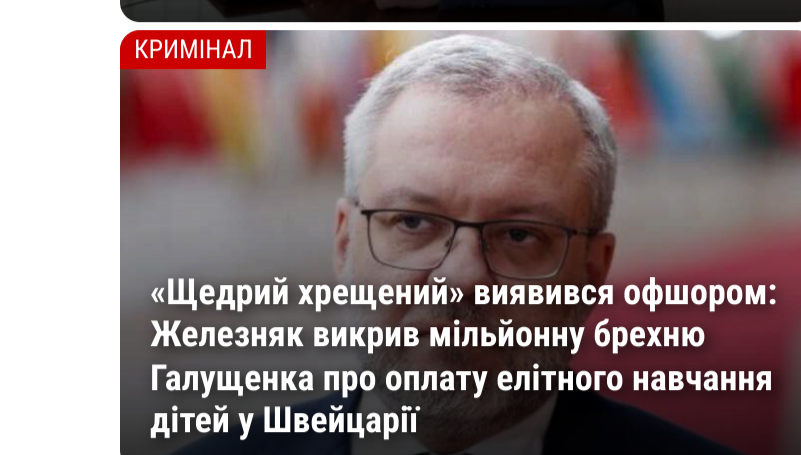 КРИМІНАЛ
«Щедрий хрещений» виявився офшором:
Железняк викрив мільйонну брехню
Галущенка про оплату елітного навчання
дітей у Швейцарії